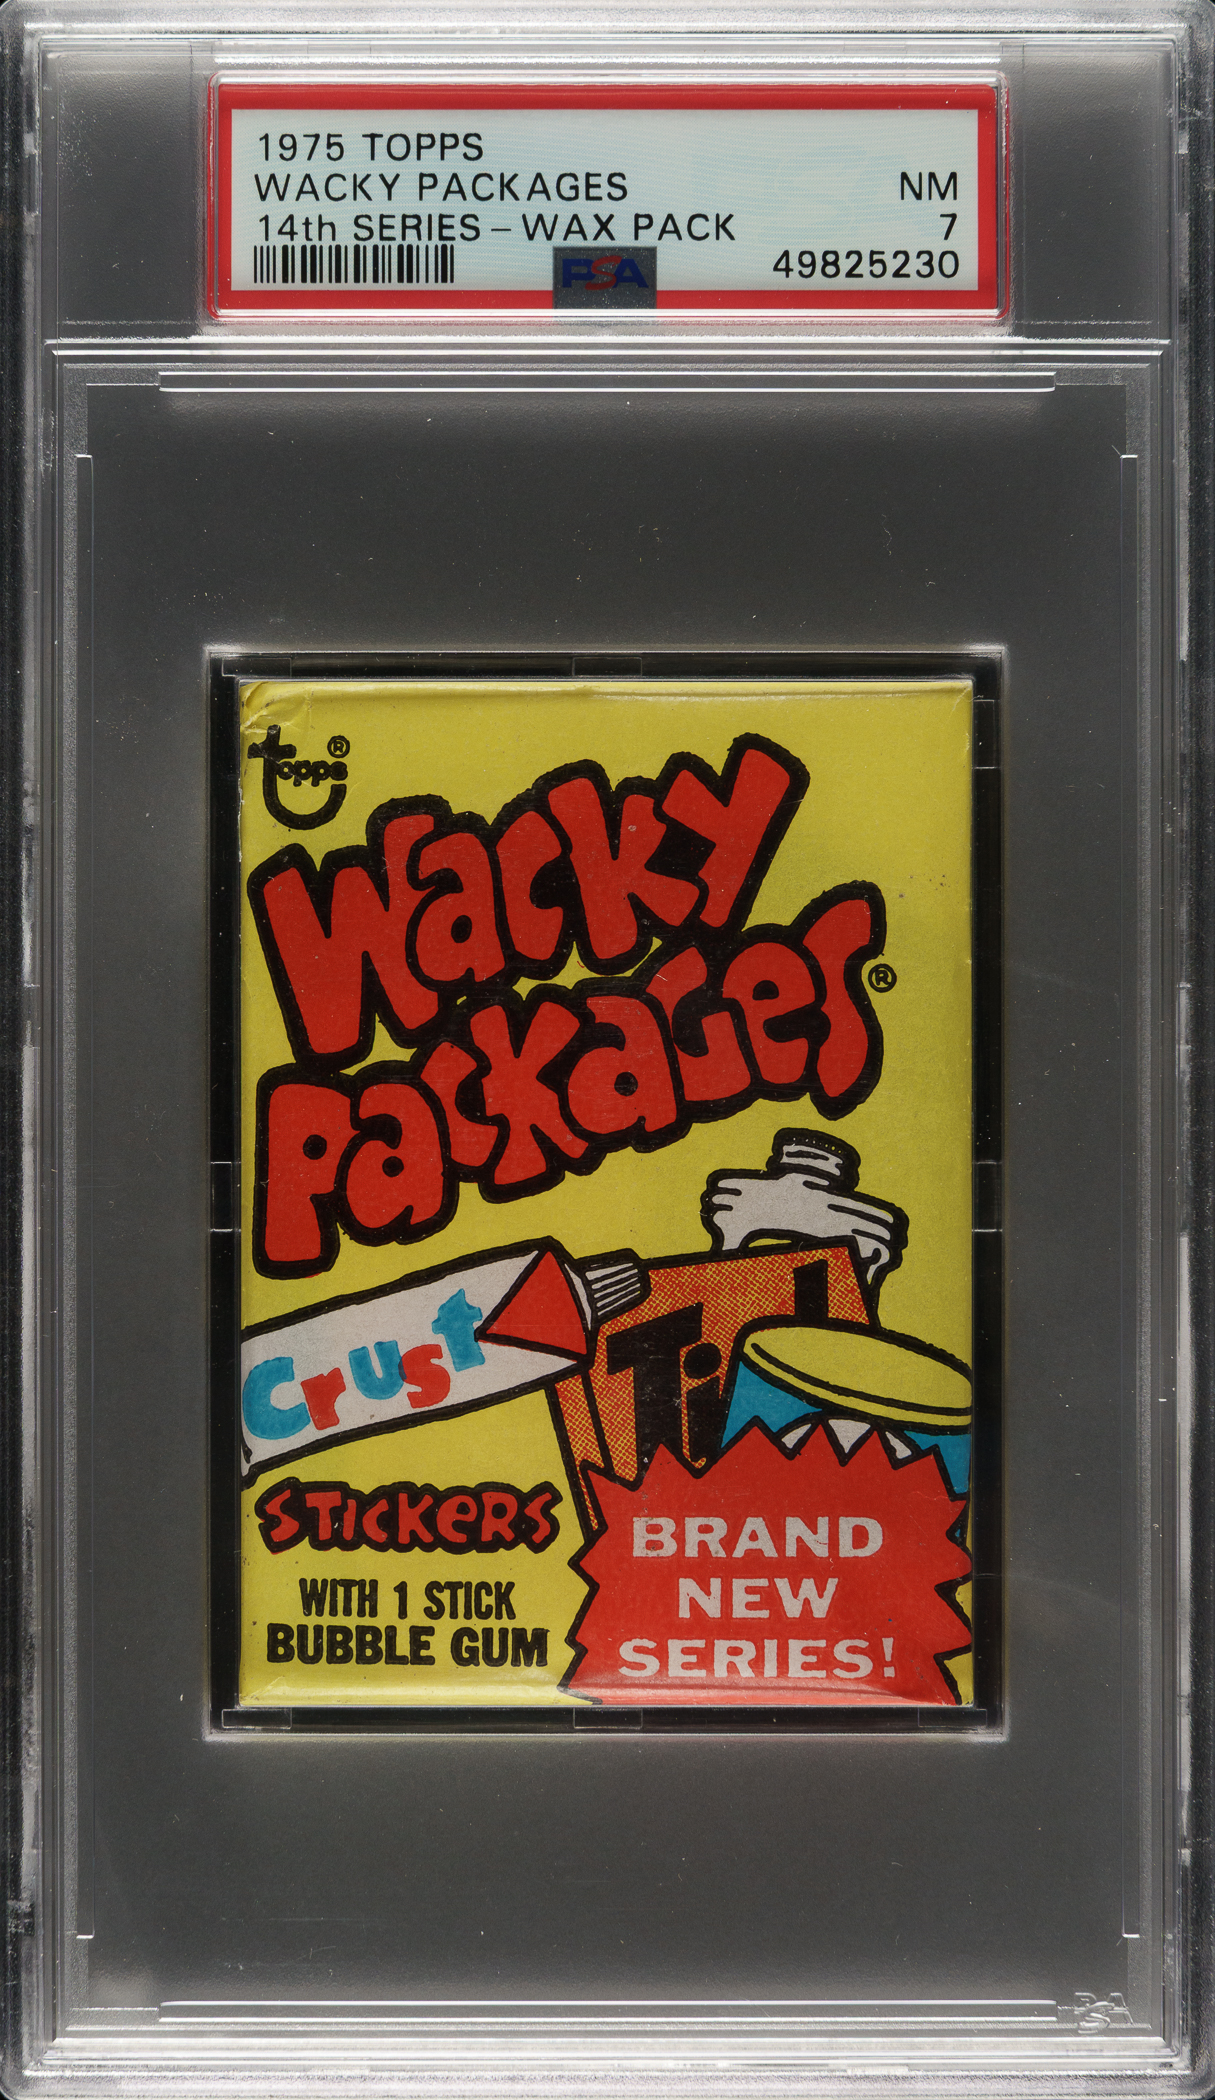 1975 TOPPS
WACKY PACKAGES NM
14th SERIES – WAX PACK 7
PSA 49825230
topps®
Wacky
Packages®
Crust
Ti
STICKERS
WITH 1 STICK
BUBBLE GUM
BRAND
NEW
SERIES!
PSA